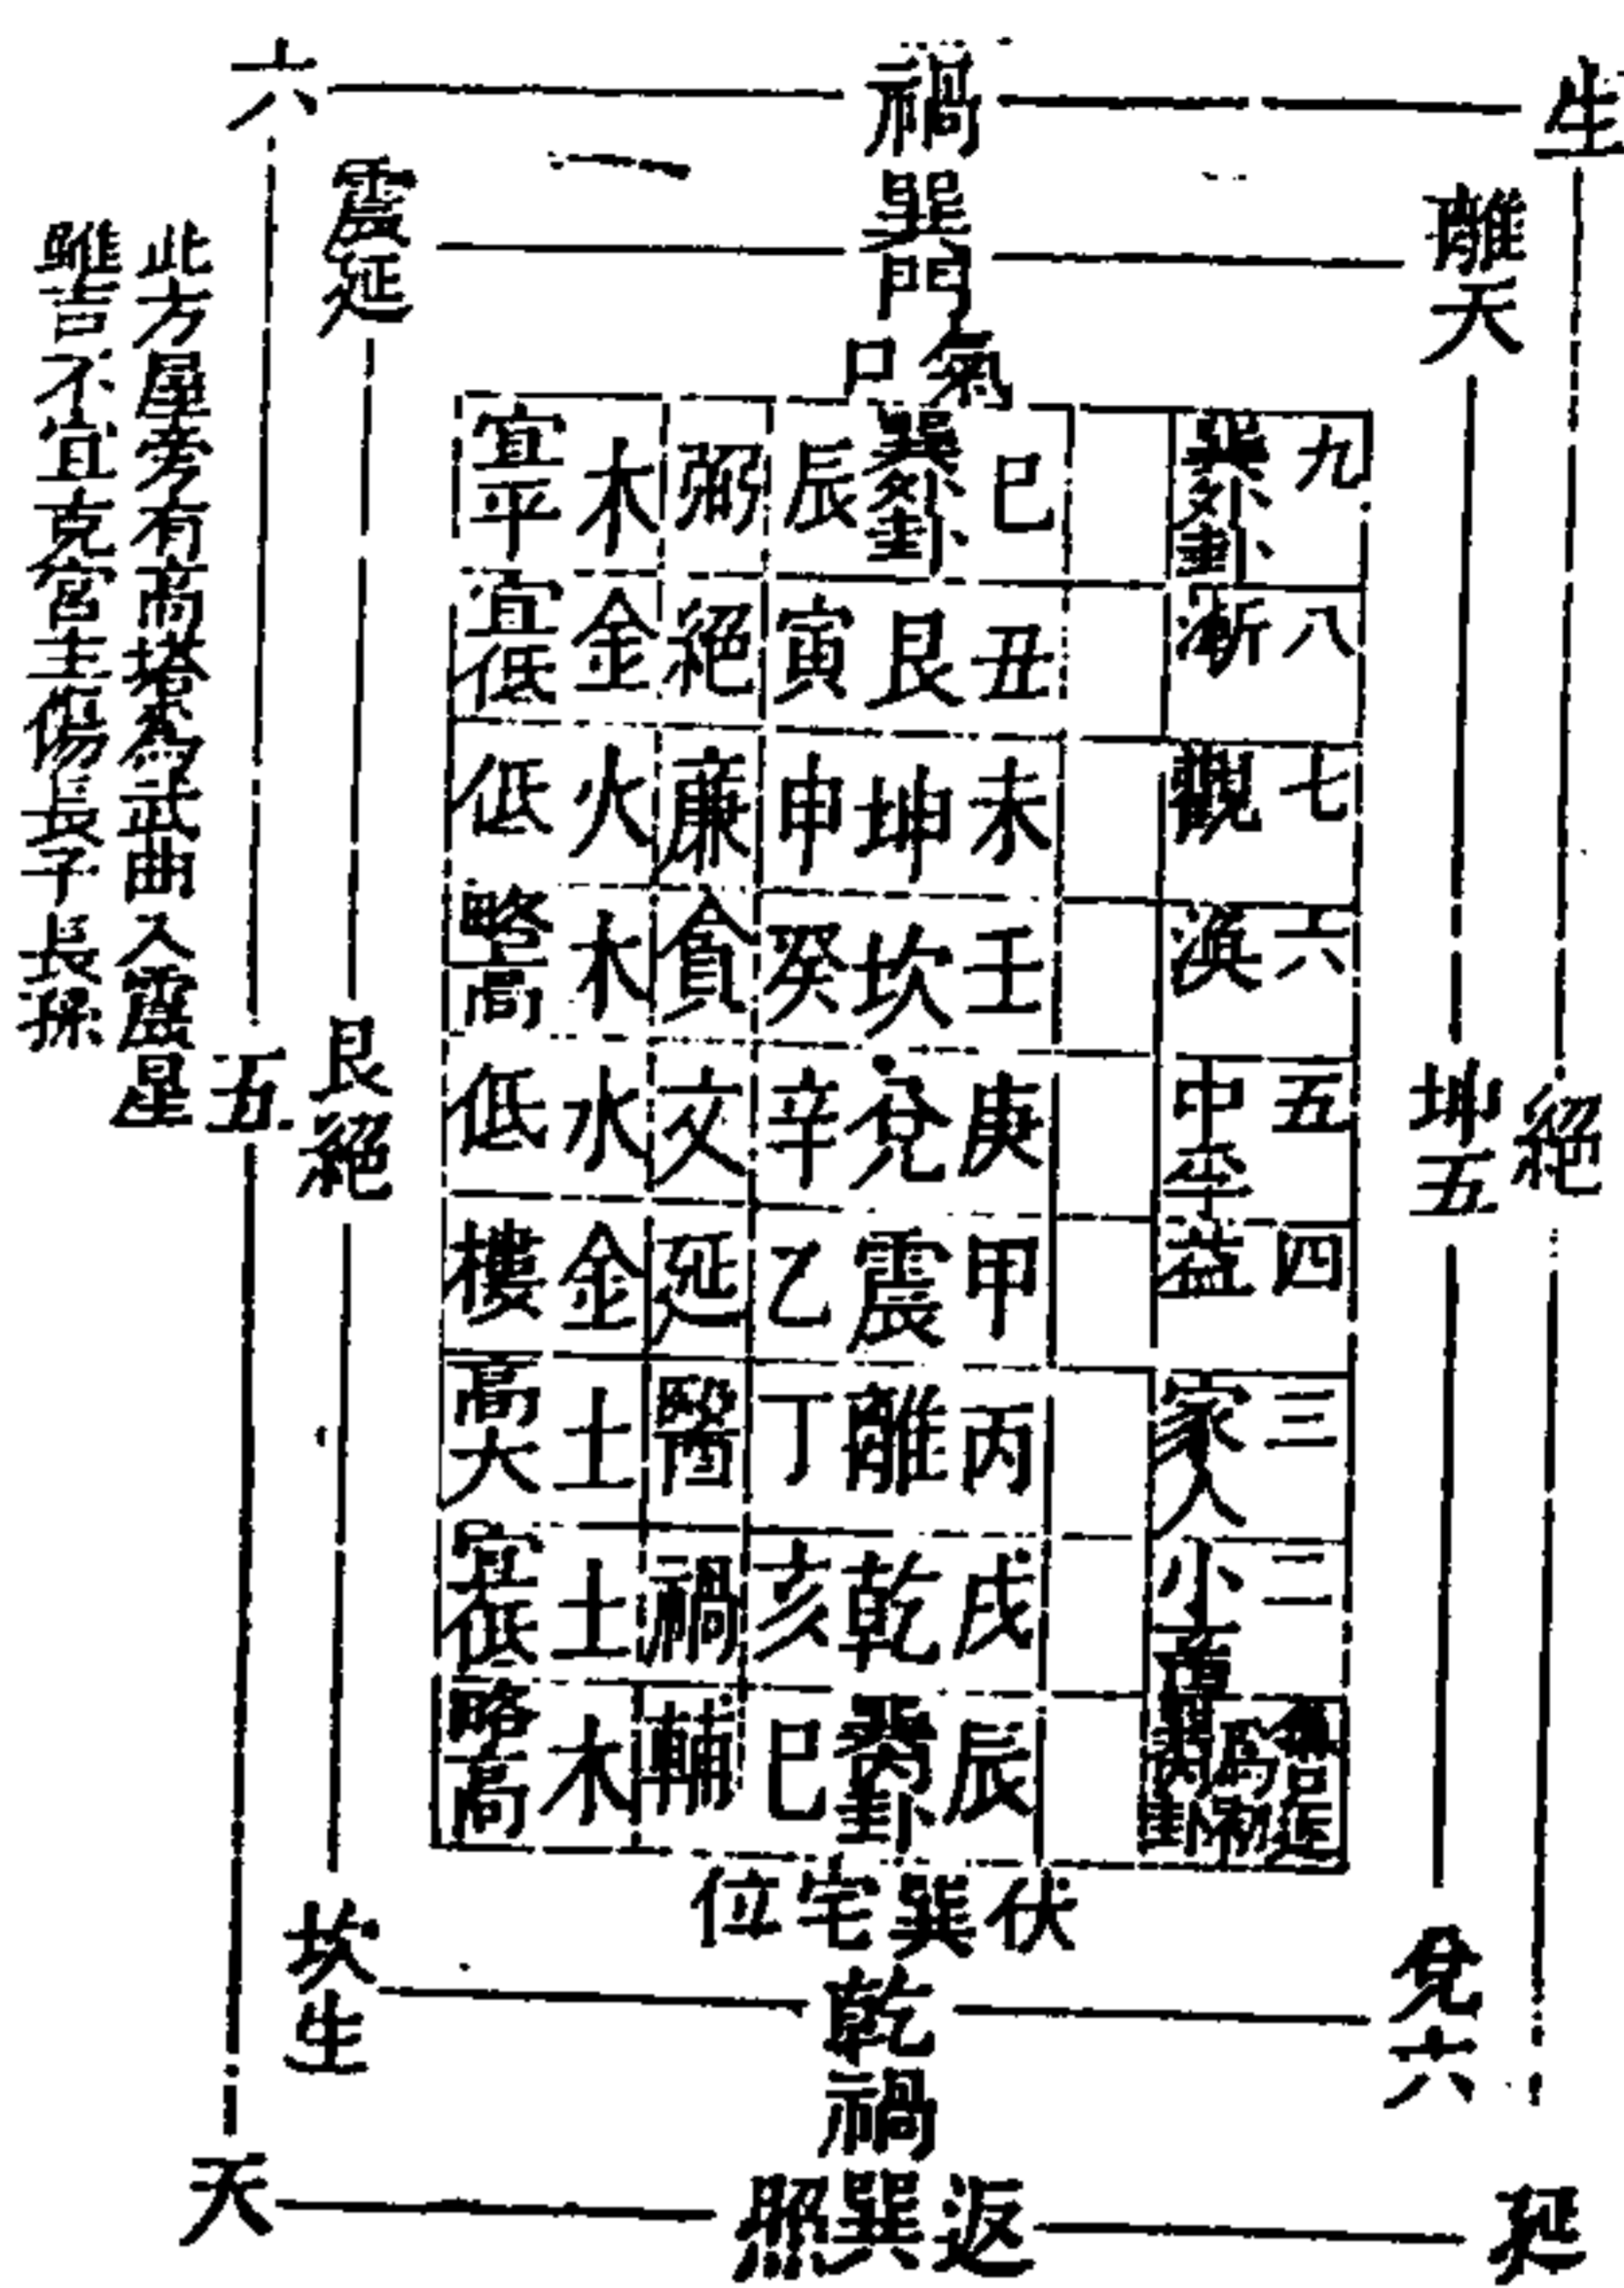 生
禍
六
離天
巽門
震延
氣口
九
八
七
六
五
四
三
二
巽外卦
漸
觀
渙
中孚
益
家人
小畜
巳
巽外卦
辰
弼
木
宜平
丑
艮
寅
絕
金
宜低
未
坤
申
廉
火
低
壬
坎
癸
貪
木
略高
庚
兌
辛
文
水
低
甲
震
乙
延
金
樓
丙
離
丁
醫
土
高大
戌
乾
亥
禍
土
宜低
辰
巽內卦
巳
輔
木
略高
絕
坤五
艮絕
五
伏巽宅位
兌六
乾禍
坎生
延
返巽照
天
此方屋旁有高塔為武曲入震星
雖吉不宜克宮主傷長子長孫